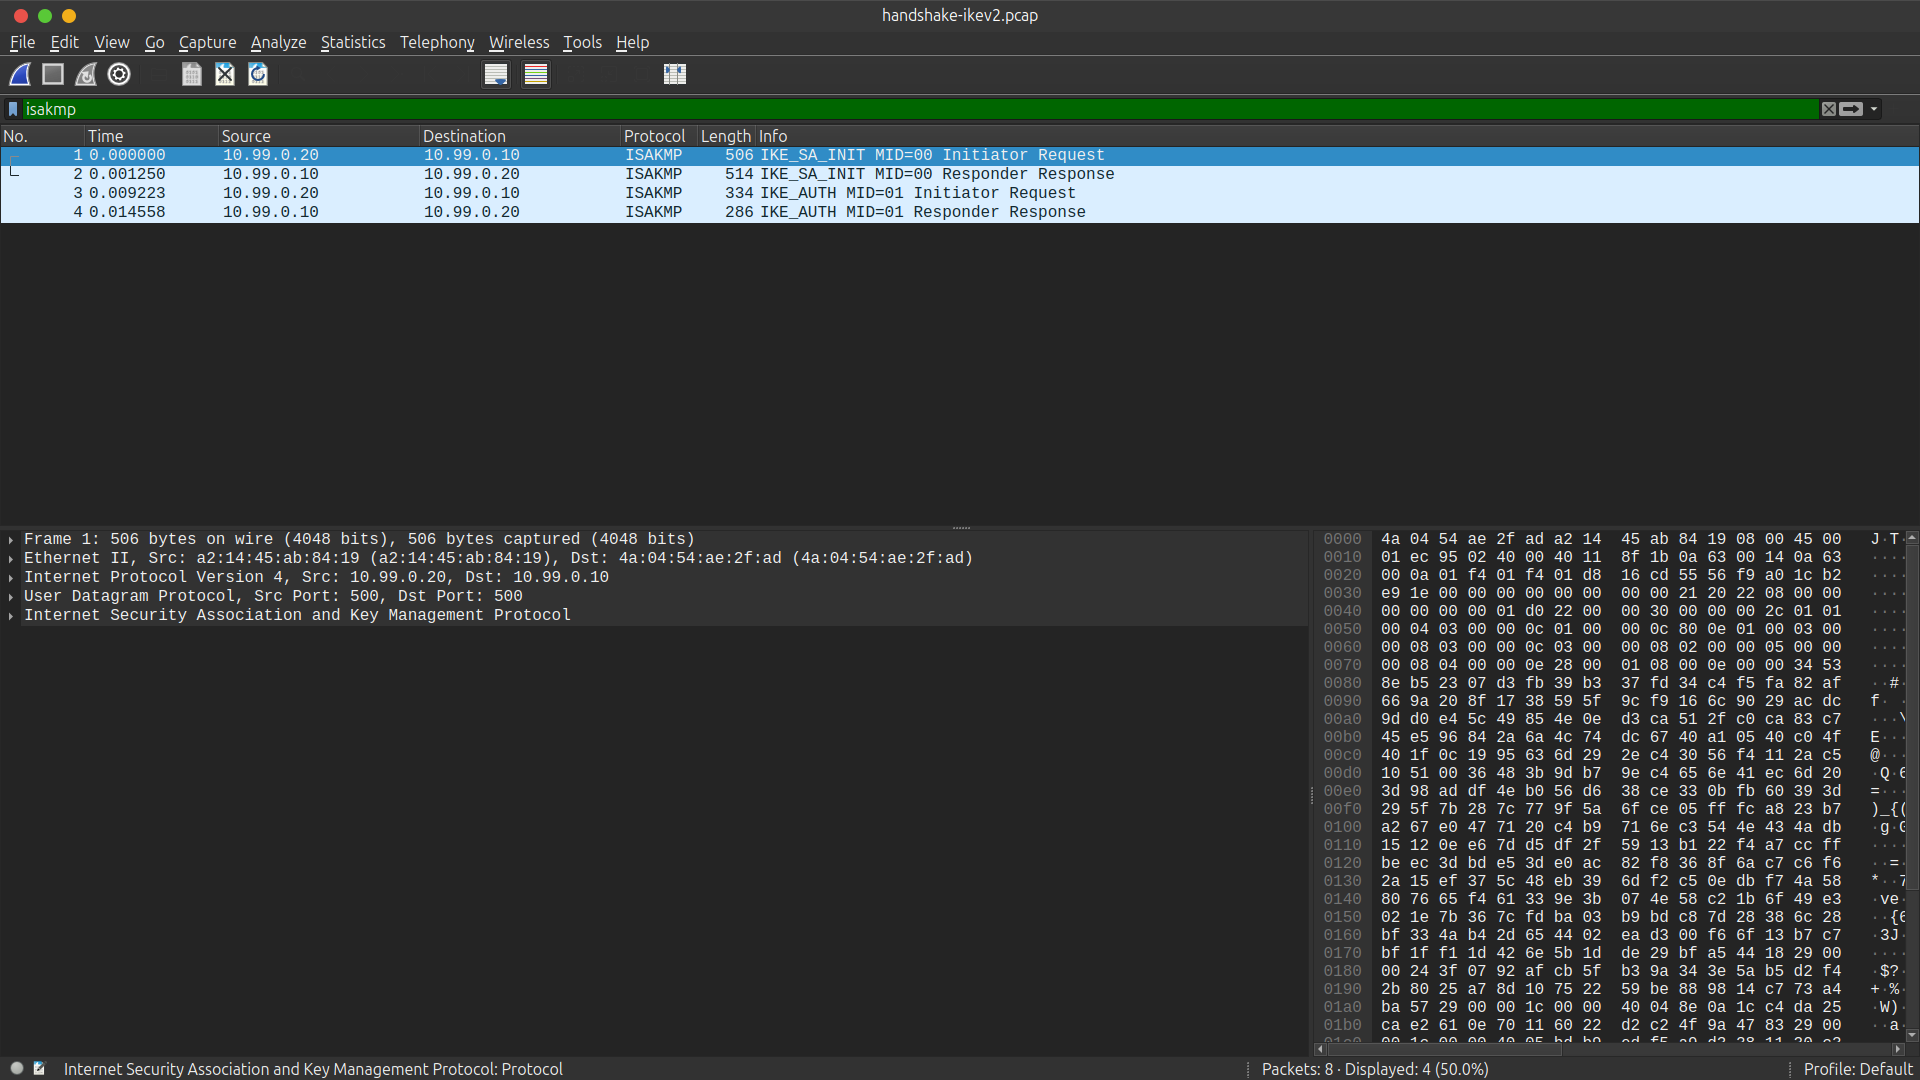 handshake-ikev2.pcap
File Edit View Go Capture Analyze Statistics Telephony Wireless Tools Help
isakmp
No. Time Source Destination Protocol Length Info
1 0.000000 10.99.0.20 10.99.0.10 ISAKMP 506 IKE_SA_INIT MID=00 Initiator Request
2 0.001250 10.99.0.10 10.99.0.20 ISAKMP 514 IKE_SA_INIT MID=00 Responder Response
3 0.009223 10.99.0.20 10.99.0.10 ISAKMP 334 IKE_AUTH MID=01 Initiator Request
4 0.014558 10.99.0.10 10.99.0.20 ISAKMP 286 IKE_AUTH MID=01 Responder Response
Frame 1: 506 bytes on wire (4048 bits), 506 bytes captured (4048 bits)
Ethernet II, Src: a2:14:45:ab:84:19 (a2:14:45:ab:84:19), Dst: 4a:04:54:ae:2f:ad (4a:04:54:ae:2f:ad)
Internet Protocol Version 4, Src: 10.99.0.20, Dst: 10.99.0.10
User Datagram Protocol, Src Port: 500, Dst Port: 500
Internet Security Association and Key Management Protocol
0000 4a 04 54 ae 2f ad a2 14 45 ab 84 19 08 00 45 00 J·T·
0010 01 ec 95 02 40 00 40 11 8f 1b 0a 63 00 14 0a 63 ····
0020 00 0a 01 f4 01 f4 01 d8 16 cd 55 56 f9 a0 1c b2 ····
0030 e9 1e 00 00 00 00 00 00 00 00 21 20 22 08 00 00 ····
0040 00 00 00 00 01 d0 22 00 00 30 00 00 00 2c 01 01 ····
0050 00 04 03 00 00 0c 01 00 00 0c 80 0e 01 00 03 00 ····
0060 00 08 03 00 00 0c 03 00 00 08 02 00 00 05 00 00 ····
0070 00 08 04 00 00 0e 28 00 01 08 00 0e 00 00 34 53 ····
0080 8e b5 23 07 d3 fb 39 b3 37 fd 34 c4 f5 fa 82 af ··#·
0090 66 9a 20 8f 17 38 59 5f 9c f9 16 6c 90 29 ac dc f· ·
00a0 9d d0 e4 5c 49 85 4e 0e d3 ca 51 2f c0 ca 83 c7 ···\
00b0 45 e5 96 84 2a 6a 4c 74 dc 67 40 a1 05 40 c0 4f E···
00c0 40 1f 0c 19 95 63 6d 29 2e c4 30 56 f4 11 2a c5 @···
00d0 10 51 00 36 48 3b 9d b7 9e c4 65 6e 41 ec 6d 20 ·Q·6
00e0 3d 98 ad df 4e b0 56 d6 38 ce 33 0b fb 60 39 3d =···
00f0 29 5f 7b 28 7c 77 9f 5a 6f ce 05 ff fc a8 23 b7 )_{(
0100 a2 67 e0 47 71 20 c4 b9 71 6e c3 54 4e 43 4a db ·g·G
0110 15 12 0e e6 7d d5 df 2f 59 13 b1 22 f4 a7 cc ff ····
0120 be ec 3d bd e5 3d e0 ac 82 f8 36 8f 6a c7 c6 f6 ··=·
0130 2a 15 ef 37 5c 48 eb 39 6d f2 c5 0e db f7 4a 58 *··7
0140 80 76 65 f4 61 33 9e 3b 07 4e 58 c2 1b 6f 49 e3 ·ve·
0150 02 1e 7b 36 7c fd ba 03 b9 bd c8 7d 28 38 6c 28 ··{6
0160 bf 33 4a b4 2d 65 44 02 ea d3 00 f6 6f 13 b7 c7 ·3J·
0170 bf 1f f1 1d 42 6e 5b 1d de 29 bf a5 44 18 29 00 ····
0180 00 24 3f 07 92 af cb 5f b3 9a 34 3e 5a b5 d2 f4 ·$?·
0190 2b 80 25 a7 8d 10 75 22 59 be 88 98 14 c7 73 a4 +·%·
01a0 ba 57 29 00 00 1c 00 00 40 04 8e 0a 1c c4 da 25 ·W)·
01b0 ca e2 61 0e 70 11 60 22 d2 c2 4f 9a 47 83 29 00 ··a·
Internet Security Association and Key Management Protocol: Protocol
Packets: 8 · Displayed: 4 (50.0%)
Profile: Default